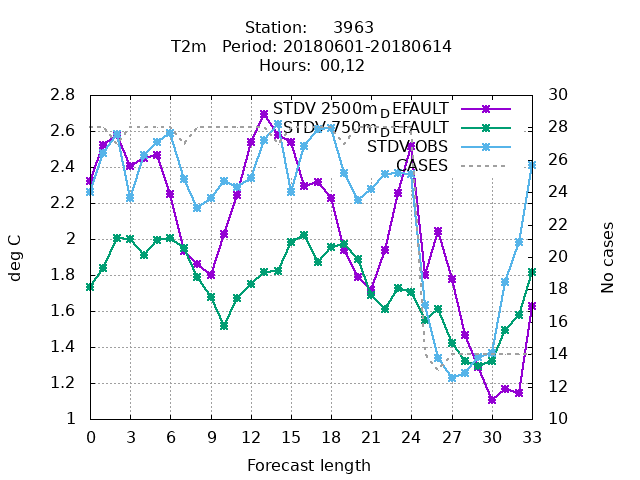 Station: 3963
T2m Period: 20180601-20180614
Hours: 00,12
STDV 2500m_DEFAULT
STDV 750m_DEFAULT
STDV OBS
CASES
deg C
No cases
2.8
2.6
2.4
2.2
2
1.8
1.6
1.4
1.2
1
30
28
26
24
22
20
18
16
14
12
10
0 3 6 9 12 15 18 21 24 27 30 33
Forecast length